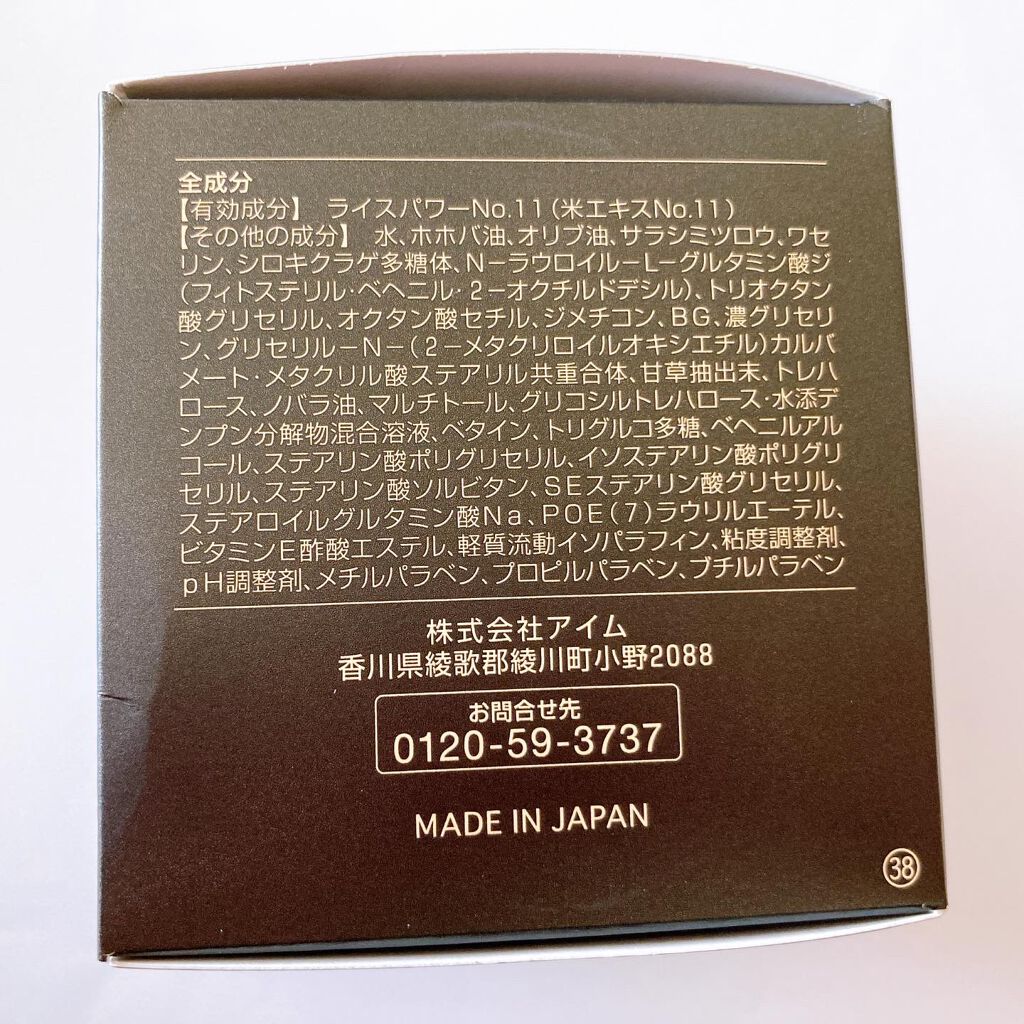 全成分
【有効成分】 ライスパワーNo.11(米エキスNo.11)
【その他の成分】 水、ホホバ油、オリブ油、サラシミツロウ、ワセ
リン、シロキクラゲ多糖体、N－ラウロイル－L－グルタミン酸ジ
(フィトステリル・ベヘニル・2－オクチルドデシル)、トリオクタン
酸グリセリル、オクタン酸セチル、ジメチコン、BG、濃グリセリ
ン、グリセリル－N－(2－メタクリロイルオキシエチル)カルバ
メート・メタクリル酸ステアリル共重合体、甘草抽出末、トレハ
ロース、ノバラ油、マルチトール、グリコシルトレハロース・水添デ
ンプン分解物混合溶液、ベタイン、トリグルコ多糖、ベヘニルアル
コール、ステアリン酸ポリグリセリル、イソステアリン酸ポリグリ
セリル、ステアリン酸ソルビタン、SEステアリン酸グリセリル、
ステアロイルグルタミン酸Na、POE(7)ラウリルエーテル、
ビタミンE酢酸エステル、軽質流動イソパラフィン、粘度調整剤、
pH調整剤、メチルパラベン、プロピルパラベン、ブチルパラベン
株式会社アイム
香川県綾歌郡綾川町小野2088
お問合せ先
0120-59-3737
MADE IN JAPAN
㊳